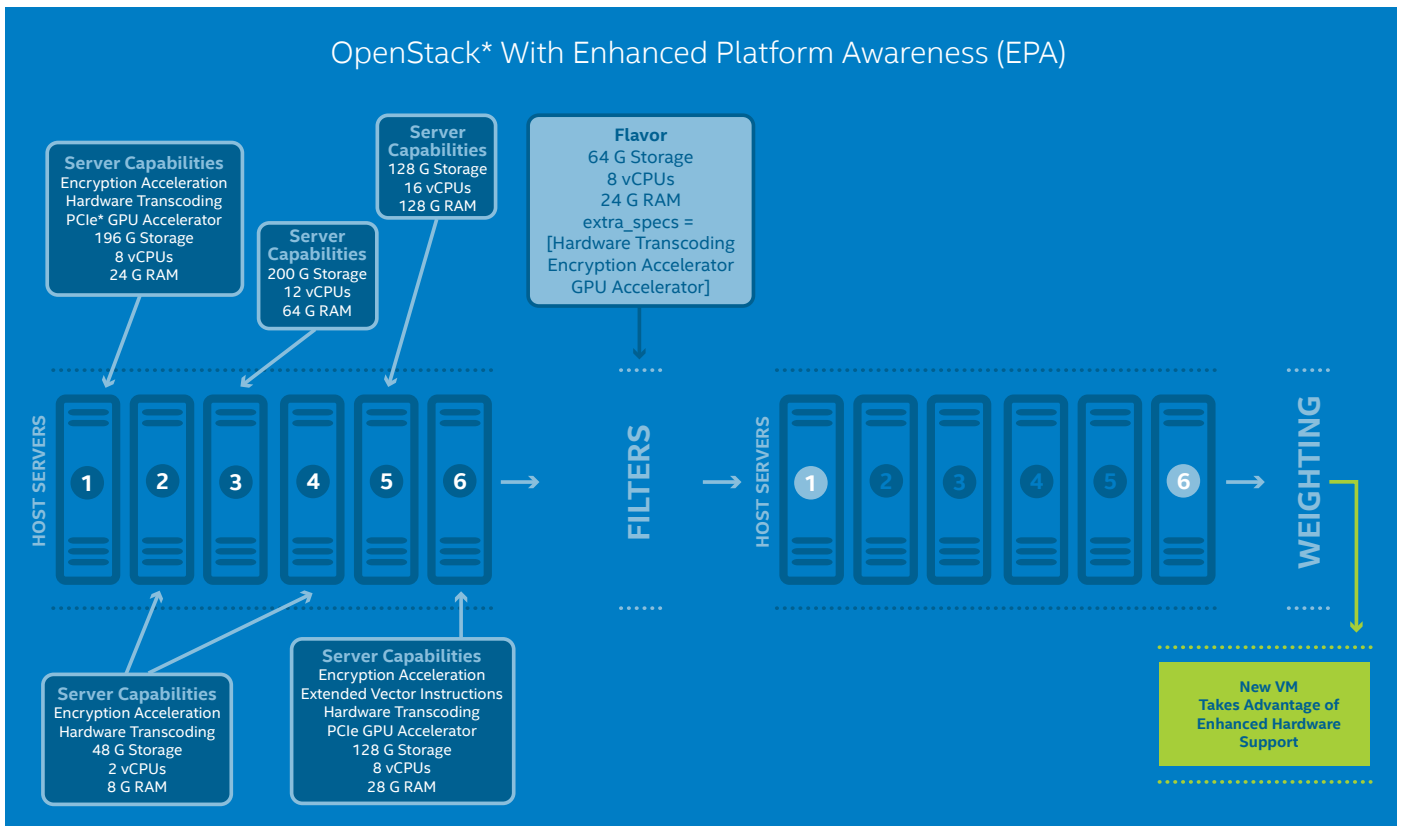 OpenStack* With Enhanced Platform Awareness (EPA)
Server Capabilities
Encryption Acceleration
Hardware Transcoding
PCIe* GPU Accelerator
196 G Storage
8 vCPUs
24 G RAM
Server
Capabilities
200 G Storage
12 vCPUs
64 G RAM
Server
Capabilities
128 G Storage
16 vCPUs
128 G RAM
Flavor
64 G Storage
8 vCPUs
24 G RAM
extra_specs =
[Hardware Transcoding
Encryption Accelerator
GPU Accelerator]
HOST SERVERS
1
2
3
4
5
6
FILTERS
HOST SERVERS
1
2
3
4
5
6
WEIGHTING
Server Capabilities
Encryption Acceleration
Hardware Transcoding
48 G Storage
2 vCPUs
8 G RAM
Server Capabilities
Encryption Acceleration
Extended Vector Instructions
Hardware Transcoding
PCIe GPU Accelerator
128 G Storage
8 vCPUs
28 G RAM
New VM
Takes Advantage of
Enhanced Hardware
Support